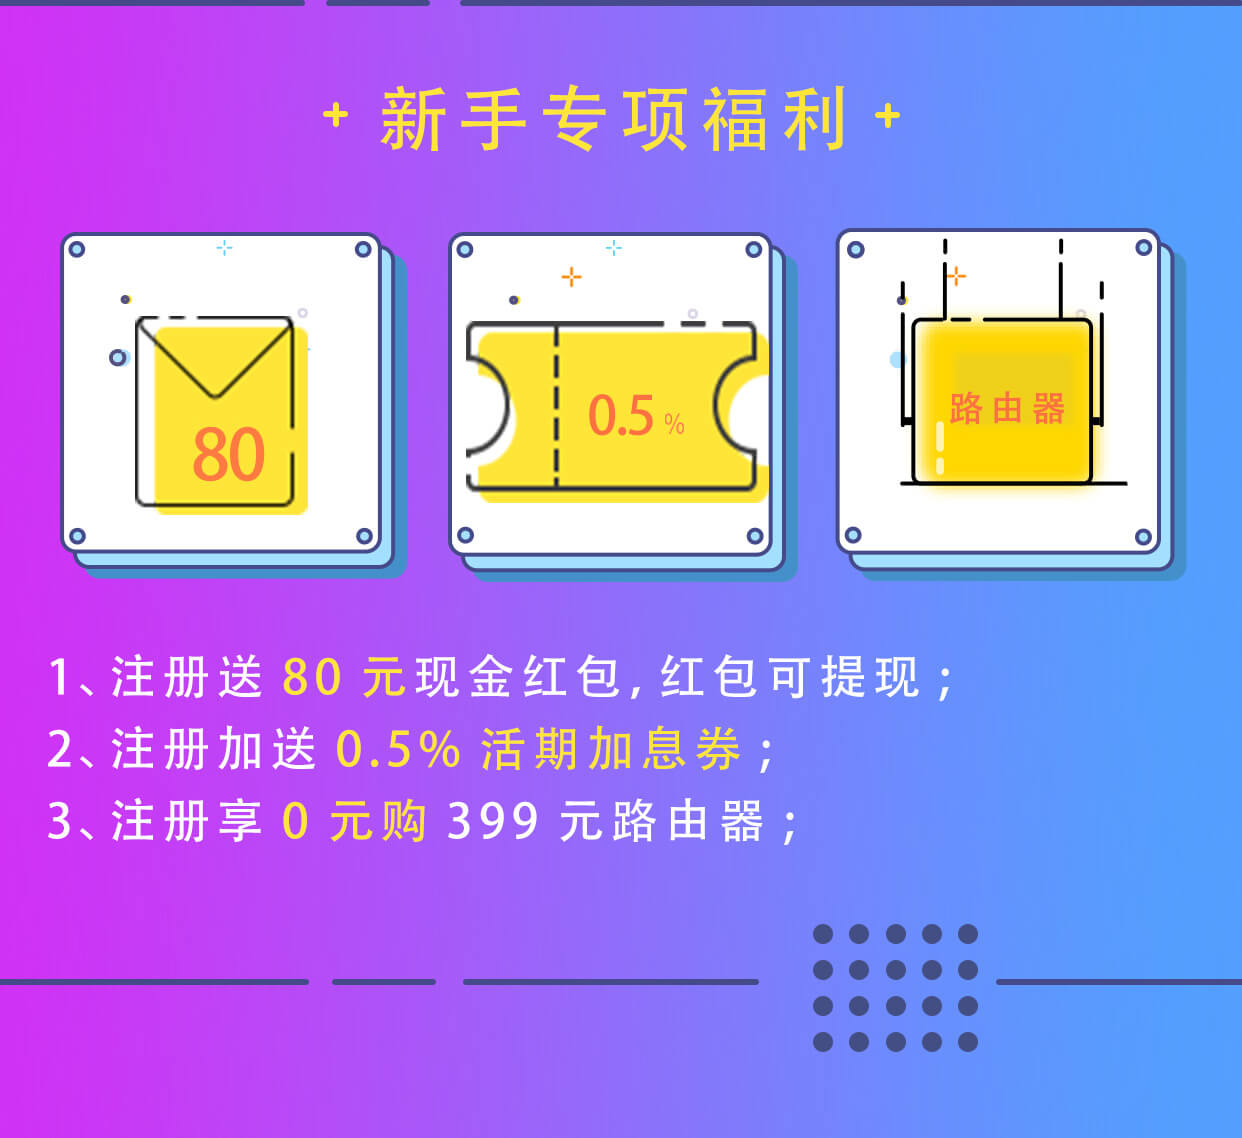 + 新手专项福利 +
80
0.5 %
路由器
1、注册送 80 元现金红包, 红包可提现;
2、注册加送 0.5% 活期加息券;
3、注册享 0 元购 399 元路由器;